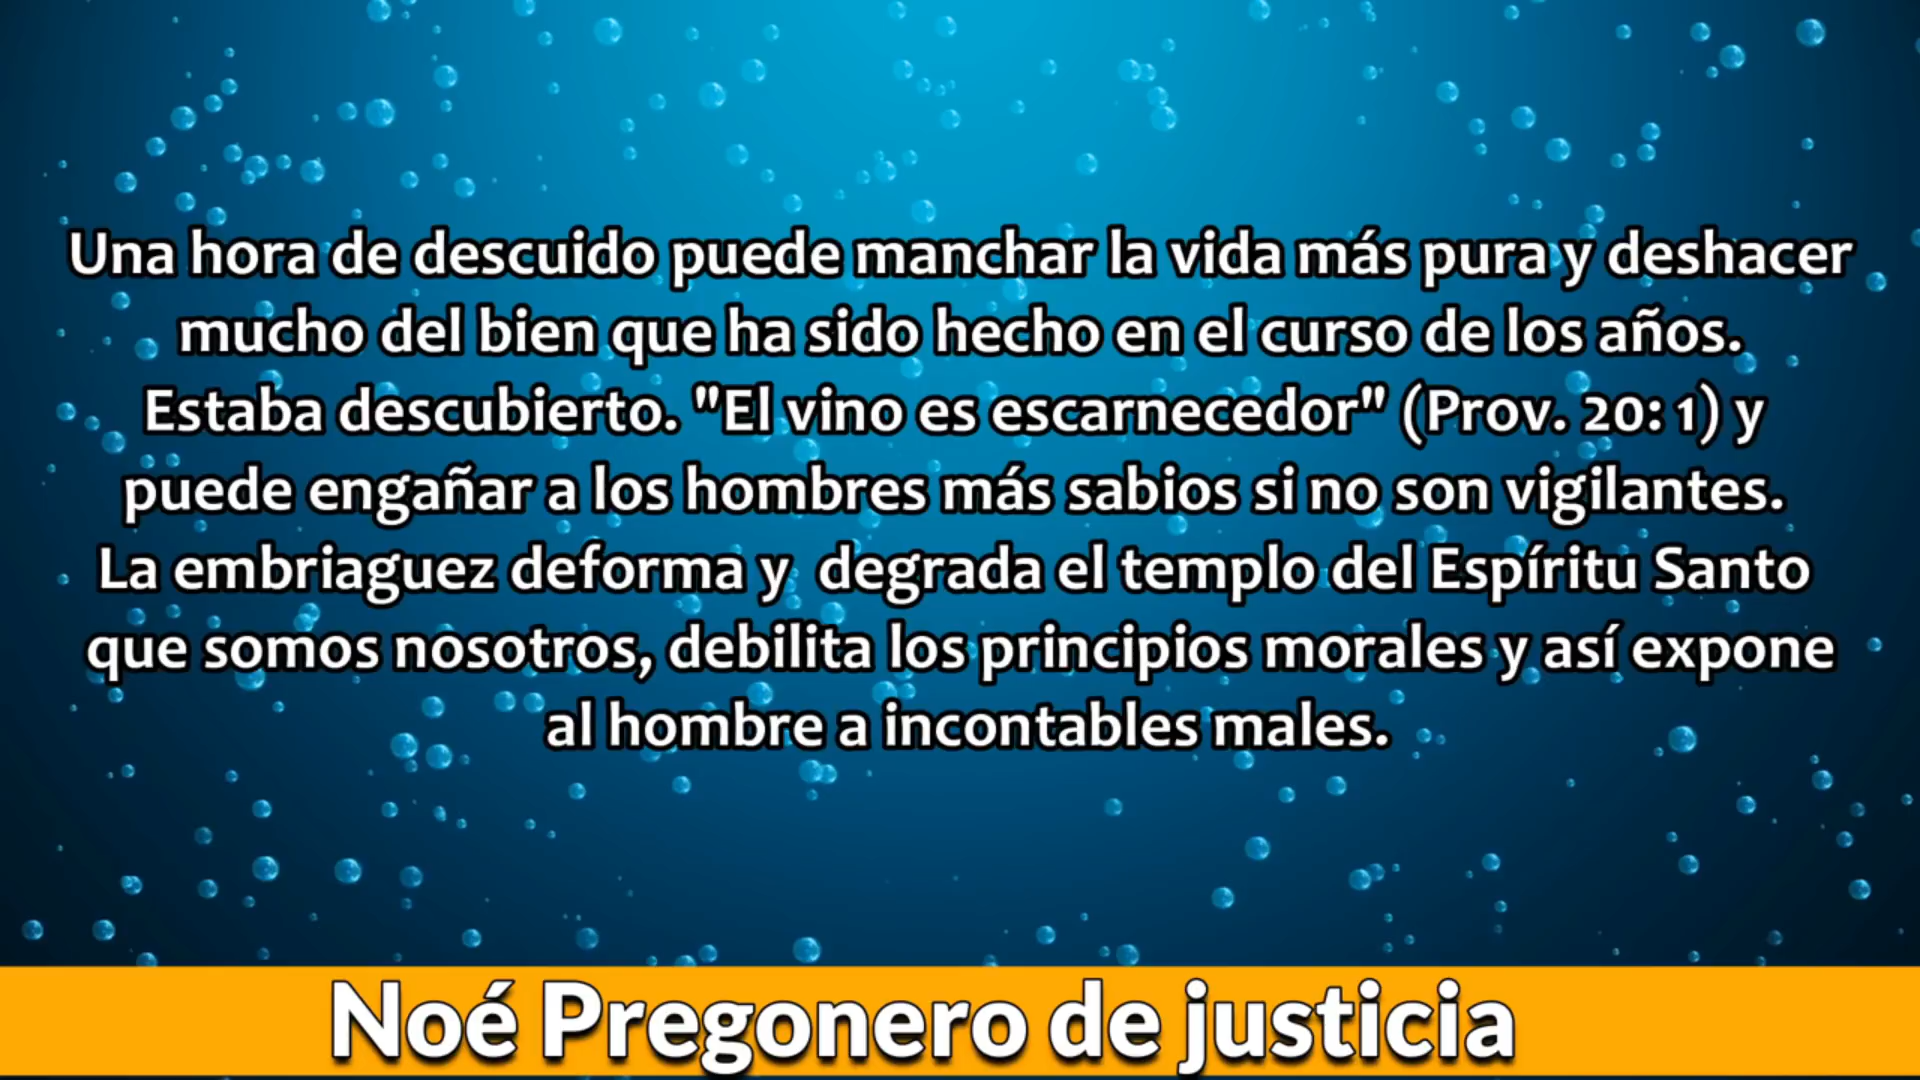 Una hora de descuido puede manchar la vida más pura y deshacer
mucho del bien que ha sido hecho en el curso de los años.
Estaba descubierto. "El vino es escarnecedor" (Prov. 20: 1) y
puede engañar a los hombres más sabios si no son vigilantes.
La embriaguez deforma y  degrada el templo del Espíritu Santo
que somos nosotros, debilita los principios morales y así expone
al hombre a incontables males.
Noé Pregonero de justicia